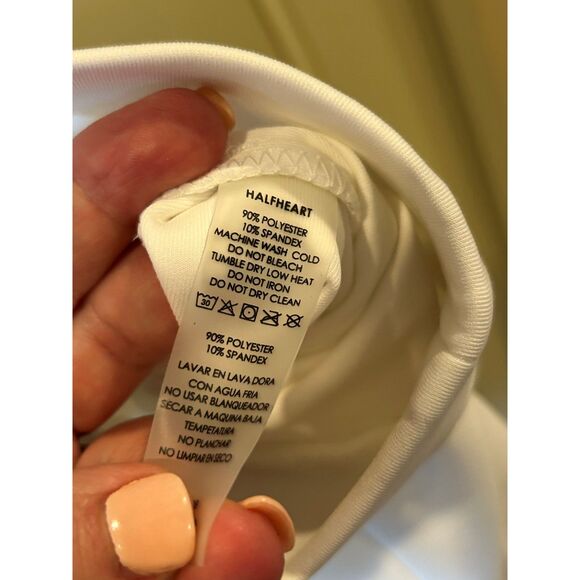 HALFHEART
90% POLYESTER
10% SPANDEX
MACHINE WASH COLD
DO NOT BLEACH
TUMBLE DRY LOW HEAT
DO NOT IRON
DO NOT DRY CLEAN
30
90% POLYESTER
10% SPANDEX
LAVAR EN LAVA DORA
CON AGUA FRIA
NO USAR BLANQUEADOR
SECAR A MAQUINA BAJA
TEMPETATURA
NO PLANCHAR
NO LIMPIAR EN SECO